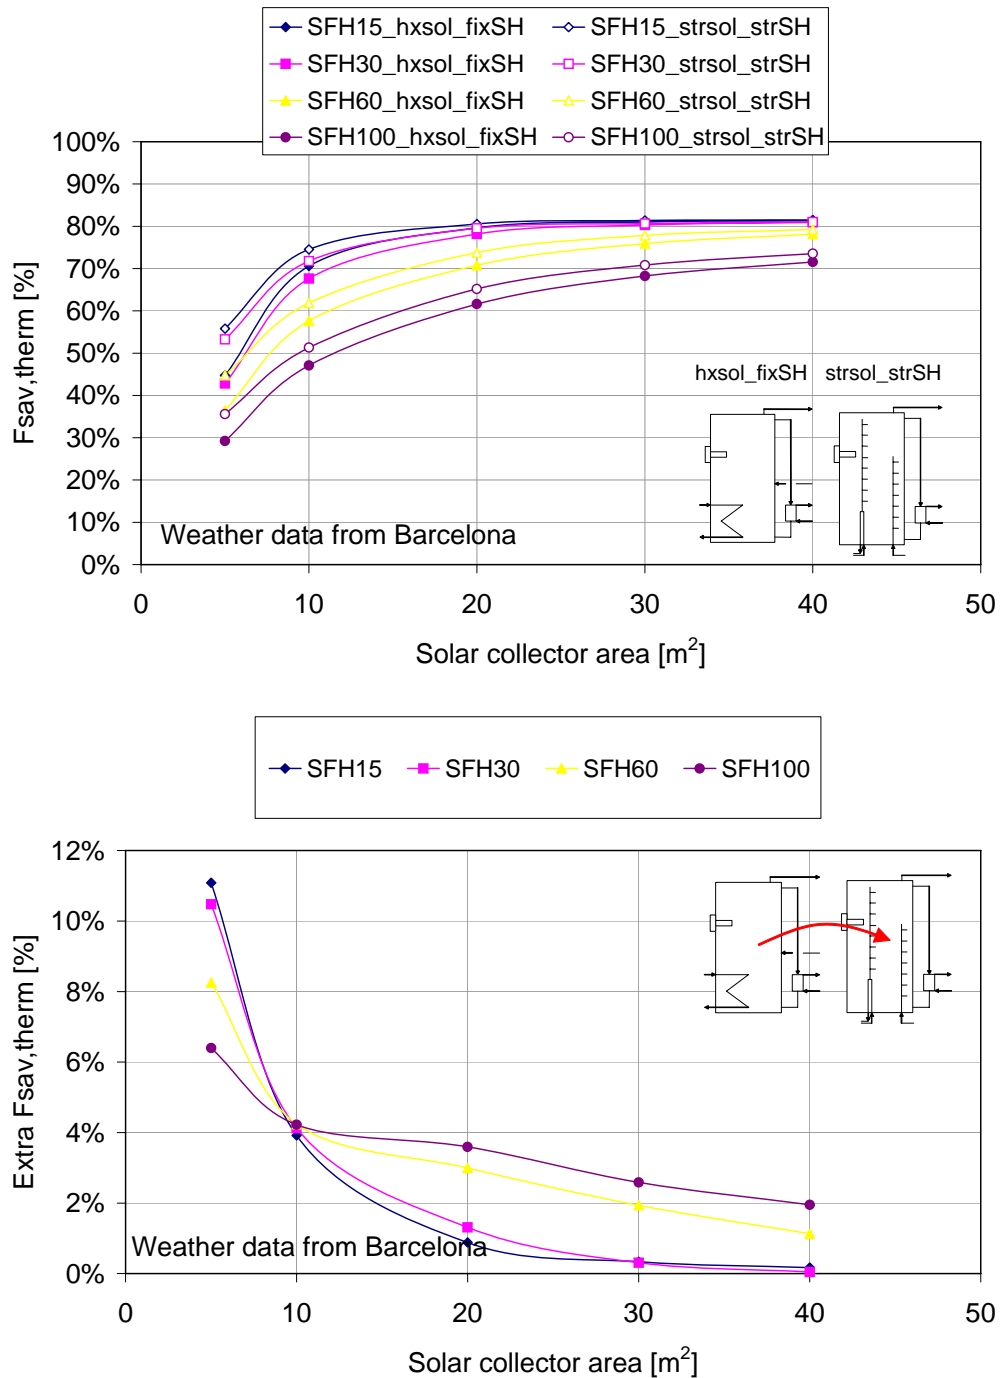 SFH15_hxsol_fixSH SFH15_strsol_strSH
SFH30_hxsol_fixSH SFH30_strsol_strSH
SFH60_hxsol_fixSH SFH60_strsol_strSH
SFH100_hxsol_fixSH SFH100_strsol_strSH
100%
90%
80%
70%
60%
50%
40%
30%
20%
10%
0%
Fsav,therm [%]
hxsol_fixSH strsol_strSH
Weather data from Barcelona
0 10 20 30 40 50
Solar collector area [m²]
SFH15 SFH30 SFH60 SFH100
12%
10%
8%
6%
4%
2%
0%
Extra Fsav,therm [%]
Weather data from Barcelona
0 10 20 30 40 50
Solar collector area [m²]